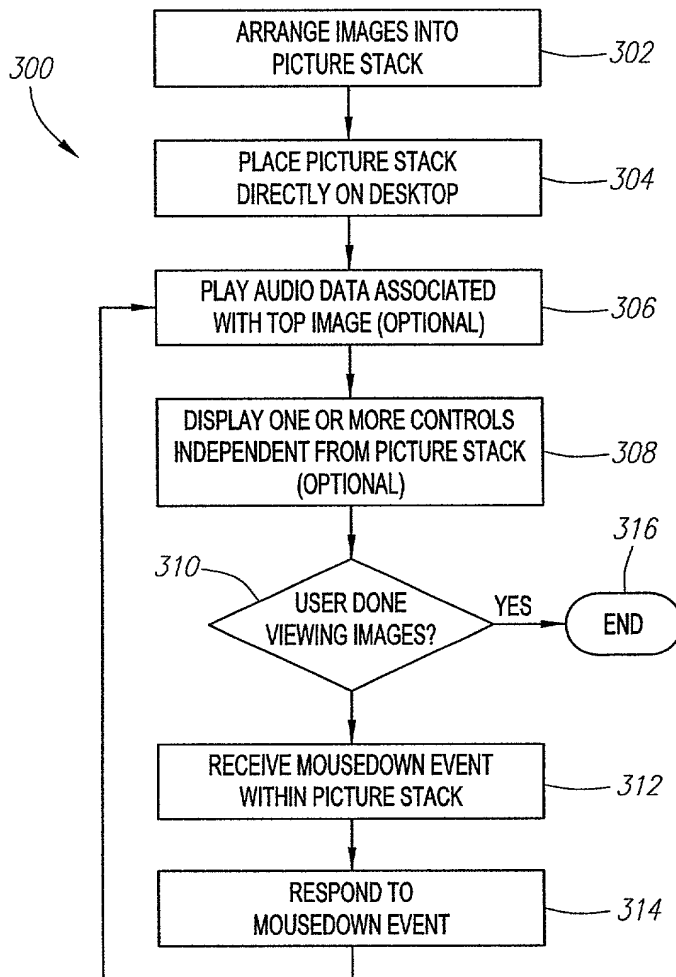 300
ARRANGE IMAGES INTO
PICTURE STACK
302
PLACE PICTURE STACK
DIRECTLY ON DESKTOP
304
PLAY AUDIO DATA ASSOCIATED
WITH TOP IMAGE (OPTIONAL)
306
DISPLAY ONE OR MORE CONTROLS
INDEPENDENT FROM PICTURE STACK
(OPTIONAL)
308
310
USER DONE
VIEWING IMAGES?
YES
316
END
RECEIVE MOUSEDOWN EVENT
WITHIN PICTURE STACK
312
RESPOND TO
MOUSEDOWN EVENT
314